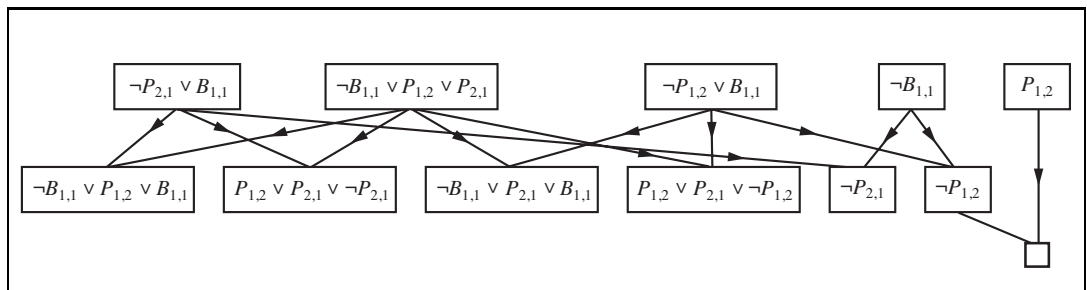 ¬P₂,₁ ∨ B₁,₁ ¬B₁,₁ ∨ P₁,₂ ∨ P₂,₁ ¬P₁,₂ ∨ B₁,₁ ¬B₁,₁ P₁,₂
¬B₁,₁ ∨ P₁,₂ ∨ B₁,₁ P₁,₂ ∨ P₂,₁ ∨ ¬P₂,₁ ¬B₁,₁ ∨ P₂,₁ ∨ B₁,₁ P₁,₂ ∨ P₂,₁ ∨ ¬P₁,₂ ¬P₂,₁ ¬P₁,₂